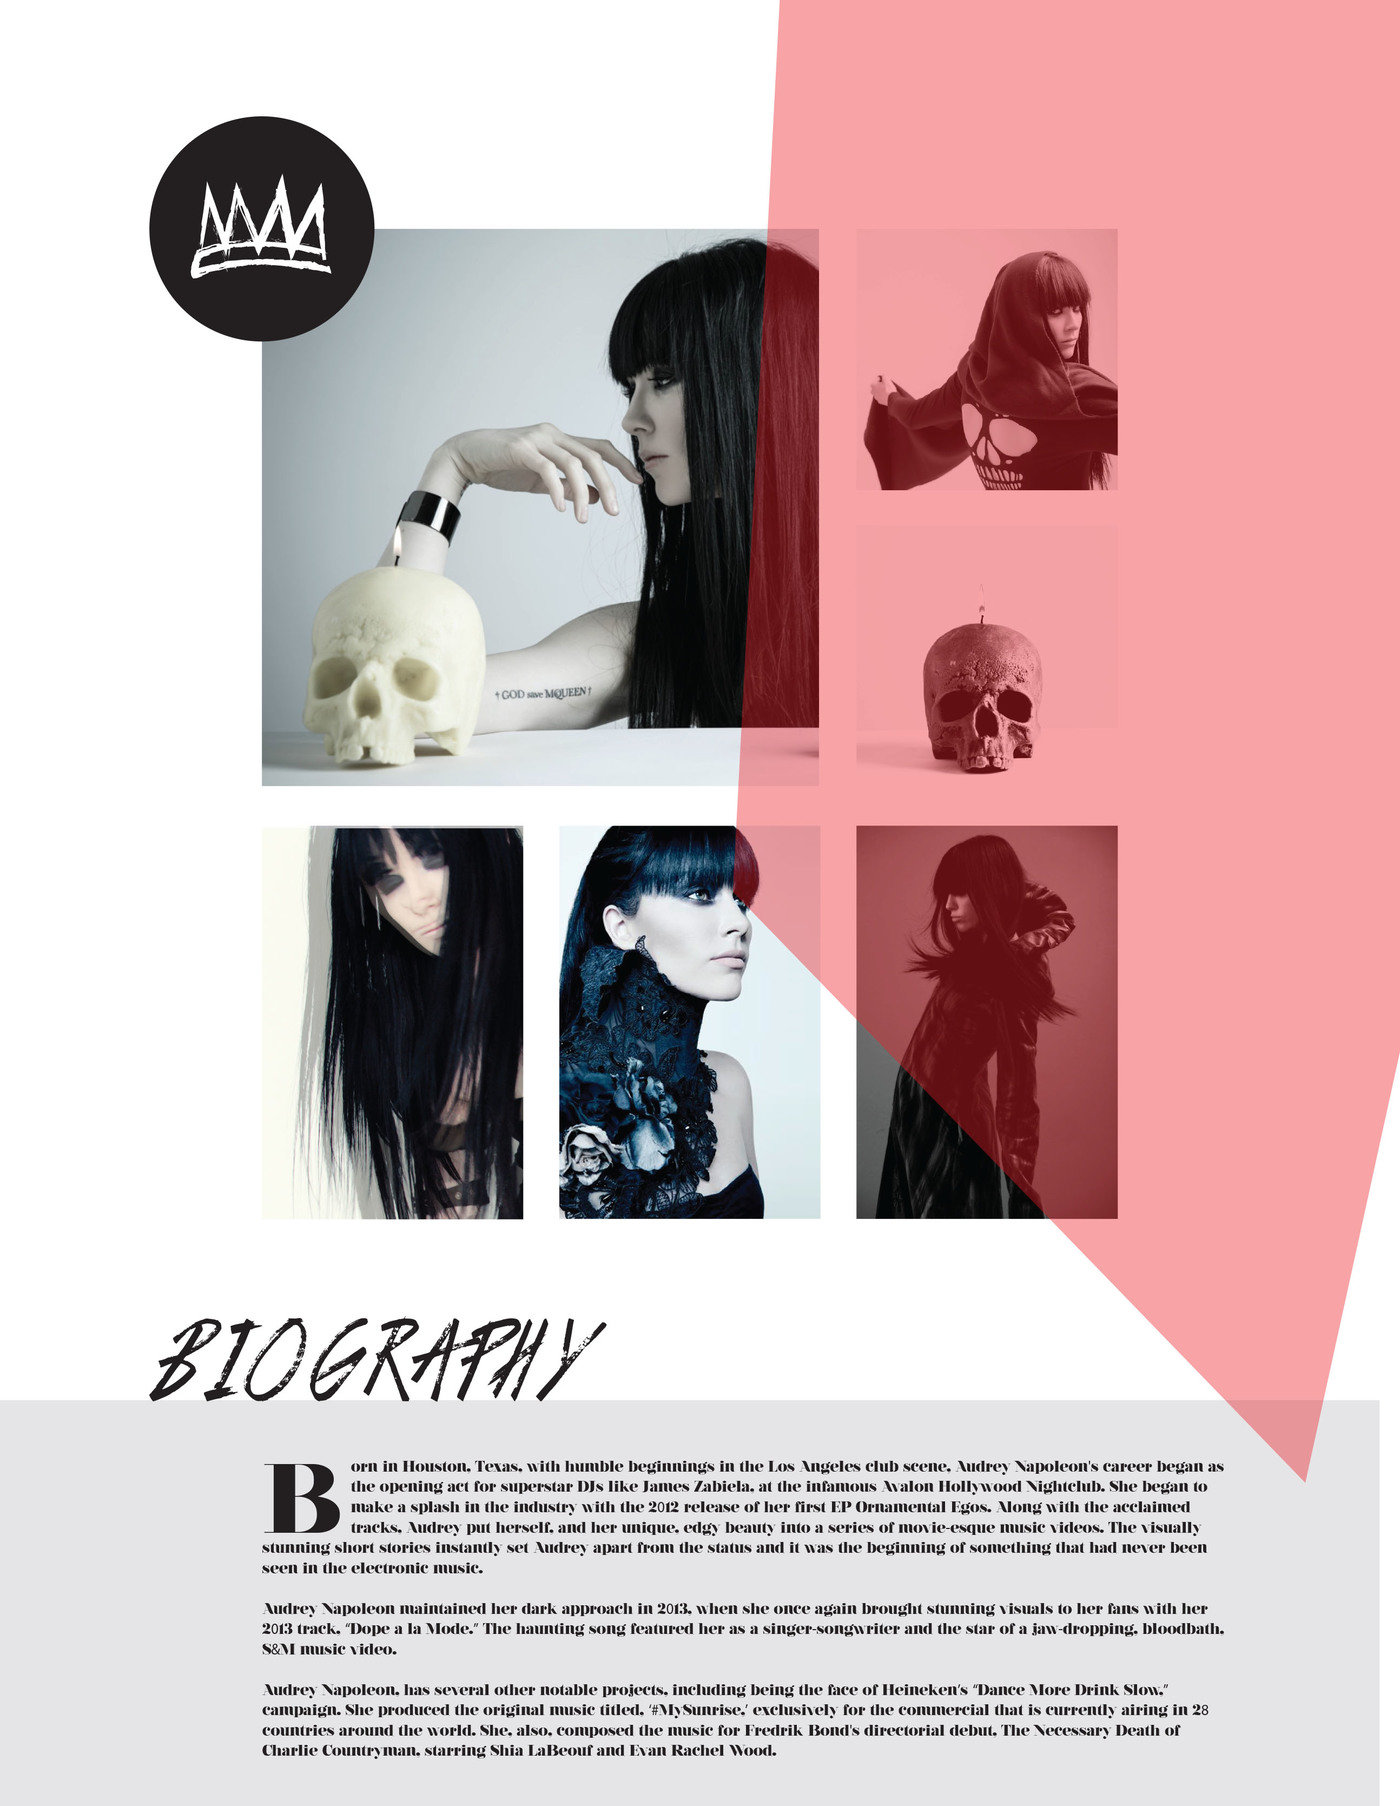 † GOD save MQUEEN †
BIOGRAPHY
Born in Houston, Texas, with humble beginnings in the Los Angeles club scene, Audrey Napoleon's career began as
the opening act for superstar DJs like James Zabiela, at the infamous Avalon Hollywood Nightclub. She began to
make a splash in the industry with the 2012 release of her first EP Ornamental Egos. Along with the acclaimed
tracks, Audrey put herself, and her unique, edgy beauty into a series of movie-esque music videos. The visually
stunning short stories instantly set Audrey apart from the status and it was the beginning of something that had never been
seen in the electronic music.
Audrey Napoleon maintained her dark approach in 2013, when she once again brought stunning visuals to her fans with her
2013 track, "Dope a la Mode." The haunting song featured her as a singer-songwriter and the star of a jaw-dropping, bloodbath,
S&M music video.
Audrey Napoleon, has several other notable projects, including being the face of Heineken's "Dance More Drink Slow,"
campaign. She produced the original music titled, '#MySunrise,' exclusively for the commercial that is currently airing in 28
countries around the world. She, also, composed the music for Fredrik Bond's directorial debut, The Necessary Death of
Charlie Countryman, starring Shia LaBeouf and Evan Rachel Wood.